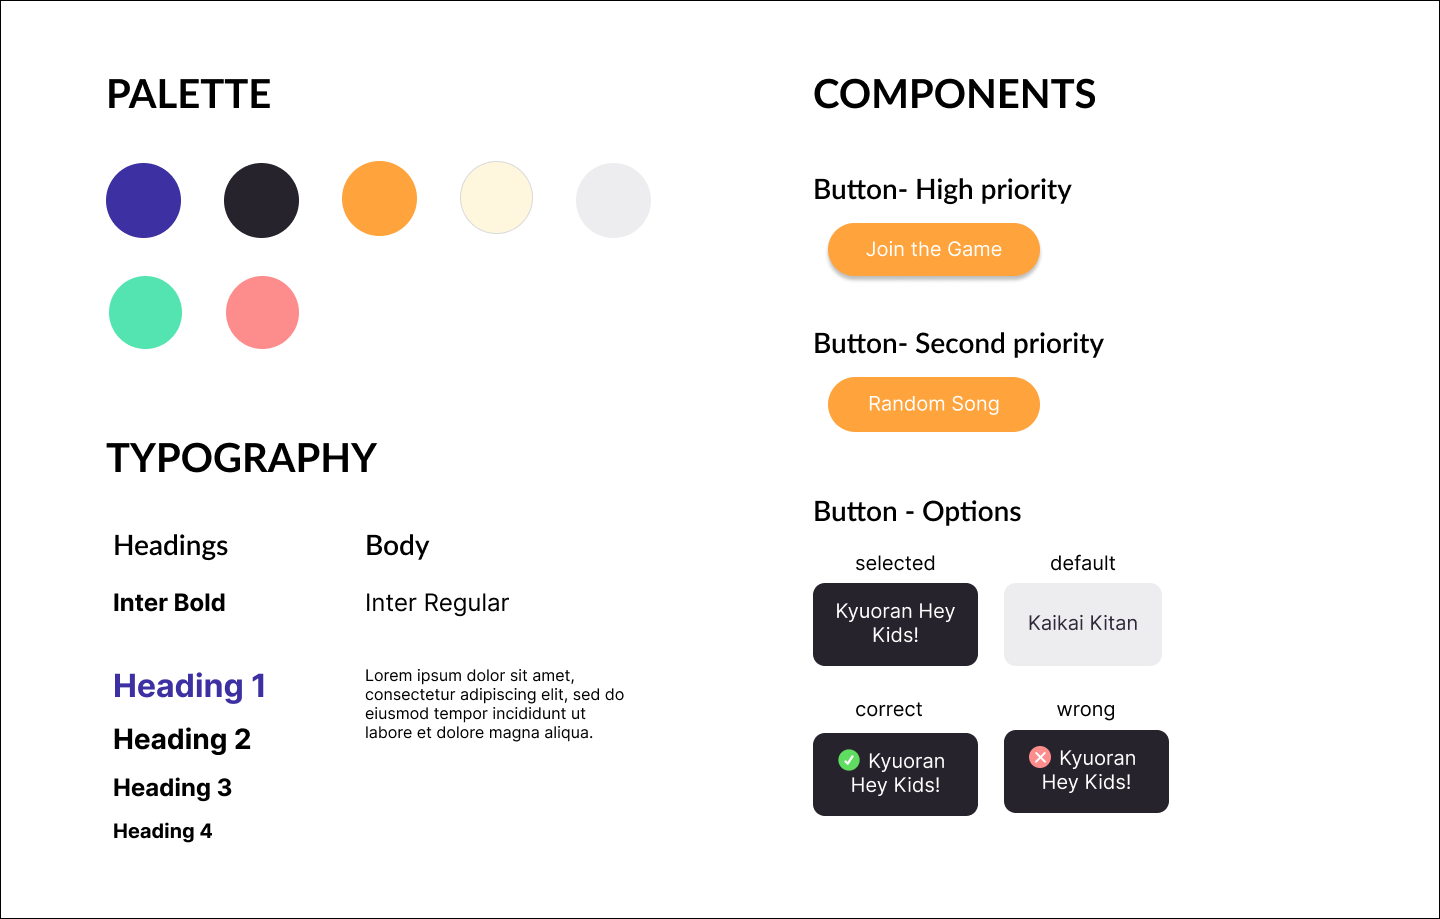 PALETTE
TYPOGRAPHY
Headings
Body
Inter Bold
Inter Regular
Heading 1
Heading 2
Heading 3
Heading 4
Lorem ipsum dolor sit amet,
consectetur adipiscing elit, sed do
eiusmod tempor incididunt ut
labore et dolore magna aliqua.
COMPONENTS
Button- High priority
Join the Game
Button- Second priority
Random Song
Button - Options
selected
default
Kyuoran Hey
Kids!
Kaikai Kitan
correct
wrong
Kyuoran
Hey Kids!
Kyuoran
Hey Kids!